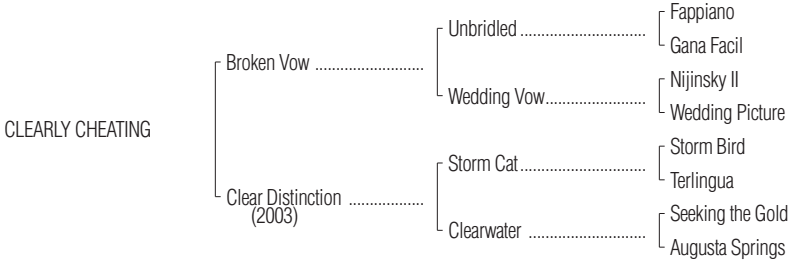 Fappiano
Unbridled ..............................
Gana Facil
Broken Vow ..........................
Nijinsky II
Wedding Vow........................
Wedding Picture
CLEARLY CHEATING
Storm Bird
Storm Cat..............................
Terlingua
Clear Distinction ..................
(2003)
Seeking the Gold
Clearwater ............................
Augusta Springs